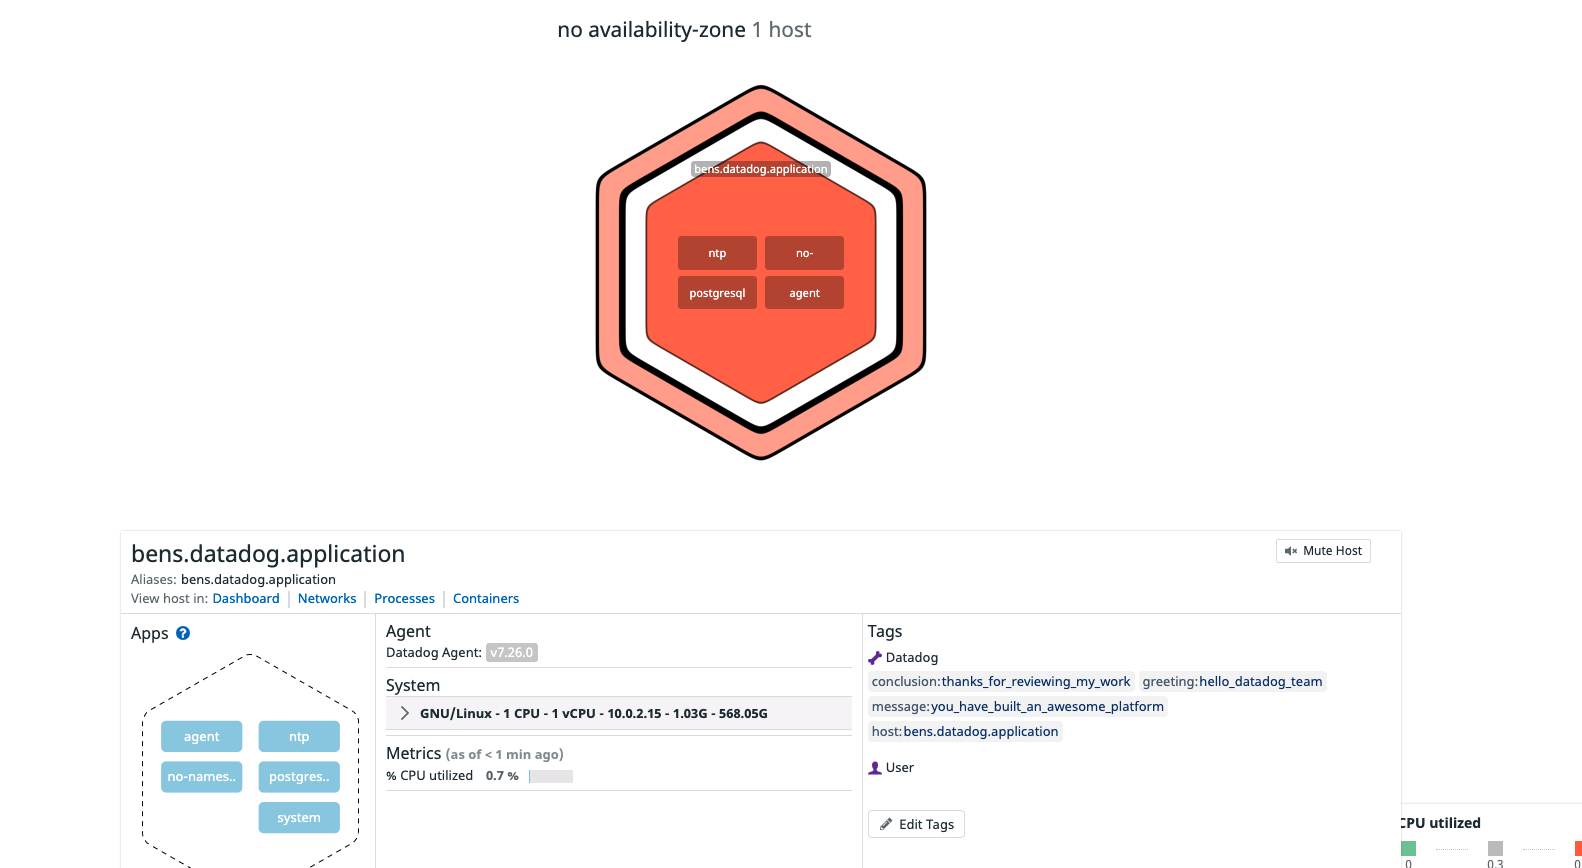 no availability-zone 1 host
bens.datadog.application
ntp
no-
postgresql
agent
bens.datadog.application
Mute Host
Aliases: bens.datadog.application
View host in: Dashboard Networks Processes Containers
Apps ?
agent
ntp
no-names..
postgres..
system
Agent
Datadog Agent: v7.26.0
System
GNU/Linux - 1 CPU - 1 vCPU - 10.0.2.15 - 1.03G - 568.05G
Metrics (as of < 1 min ago)
% CPU utilized 0.7 %
Tags
Datadog
conclusion:thanks_for_reviewing_my_work greeting:hello_datadog_team
message:you_have_built_an_awesome_platform
host:bens.datadog.application
User
Edit Tags
CPU utilized
0 0.3 0